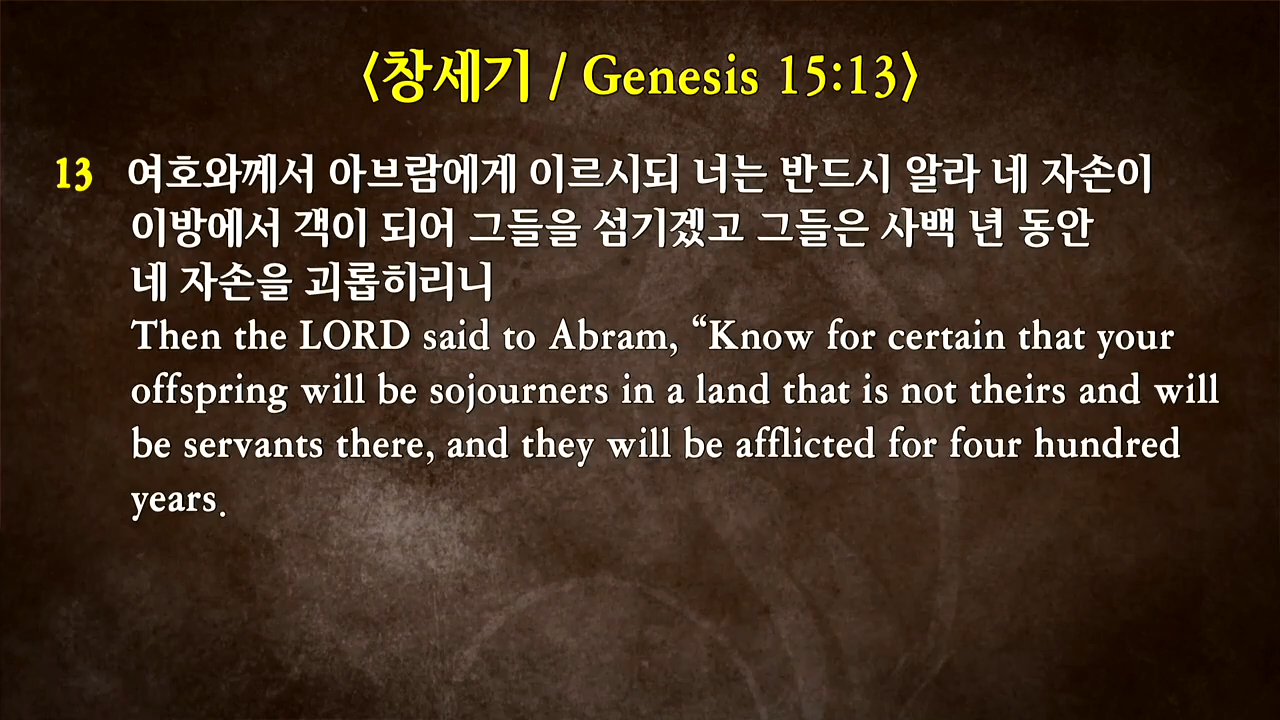 〈창세기 / Genesis 15:13〉
13 여호와께서 아브람에게 이르시되 너는 반드시 알라 네 자손이
이방에서 객이 되어 그들을 섬기겠고 그들은 사백 년 동안
네 자손을 괴롭히리니
Then the LORD said to Abram, “Know for certain that your
offspring will be sojourners in a land that is not theirs and will
be servants there, and they will be afflicted for four hundred
years.